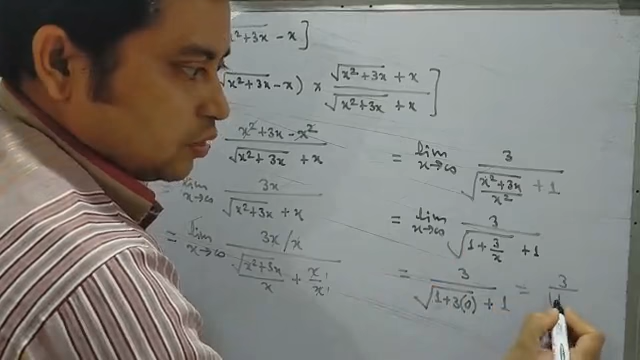 x²+3x - x]
√x²+3x - x) × (√x²+3x + x)/(√x²+3x + x)]
(x²+3x-x²)/(√x²+3x + x)
= lim x→∞ 3x/(√x²+3x + x)
= lim x→∞ (3x/x)/(√x²+3x/x + x/x)
= lim x→∞ 3/(√(x²+3x)/x² + 1)
= lim x→∞ 3/(√1+3/x + 1)
= 3/(√1+3(0) + 1) = 3/